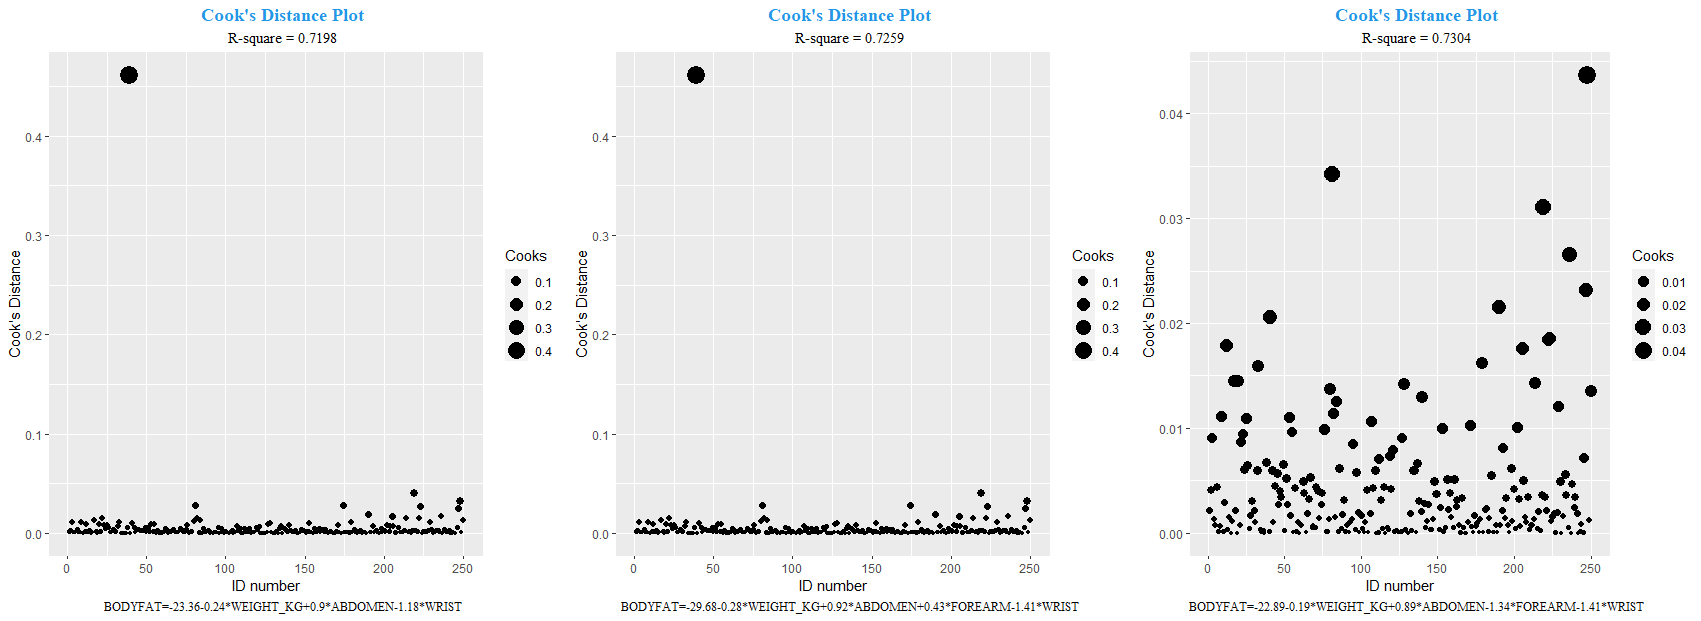 Cook's Distance Plot
R-square = 0.7198
Cook's Distance
0.4
0.3
0.2
0.1
0.0
0 50 100 150 200 250
ID number
BODYFAT=-23.36-0.24*WEIGHT_KG+0.9*ABDOMEN-1.18*WRIST
Cooks
0.1
0.2
0.3
0.4
Cook's Distance Plot
R-square = 0.7259
Cook's Distance
0.4
0.3
0.2
0.1
0.0
0 50 100 150 200 250
ID number
BODYFAT=-29.68-0.28*WEIGHT_KG+0.92*ABDOMEN+0.43*FOREARM-1.41*WRIST
Cooks
0.1
0.2
0.3
0.4
Cook's Distance Plot
R-square = 0.7304
Cook's Distance
0.04
0.03
0.02
0.01
0.00
0 50 100 150 200 250
ID number
BODYFAT=-22.89-0.19*WEIGHT_KG+0.89*ABDOMEN-1.34*FOREARM-1.41*WRIST
Cooks
0.01
0.02
0.03
0.04